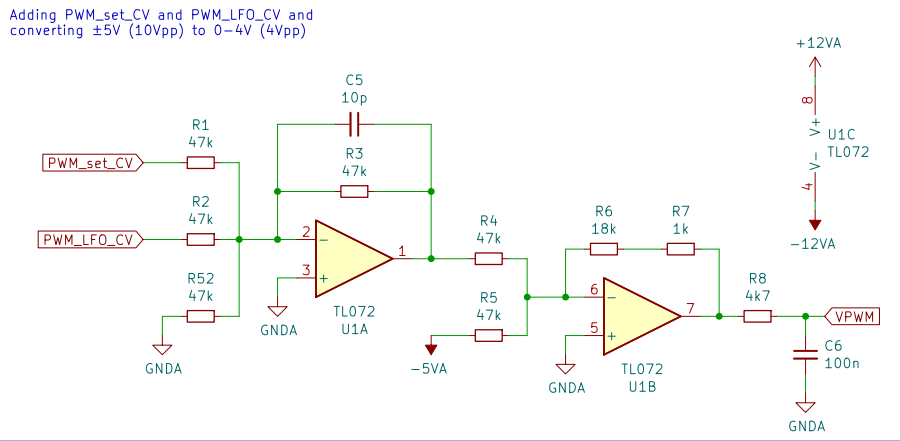 Adding PWM_set_CV and PWM_LFO_CV and
converting ±5V (10Vpp) to 0-4V (4Vpp)
+12VA
8
V+
U1C
TL072
V-
4
-12VA
C5
10p
R1
47k
PWM_set_CV
R3
47k
R2
47k
PWM_LFO_CV
2
-
3
+
1
TL072
U1A
GNDA
R52
47k
GNDA
R4
47k
R5
47k
-5VA
R6
18k
R7
1k
6
-
5
+
7
TL072
U1B
GNDA
R8
4k7
VPWM
C6
100n
GNDA